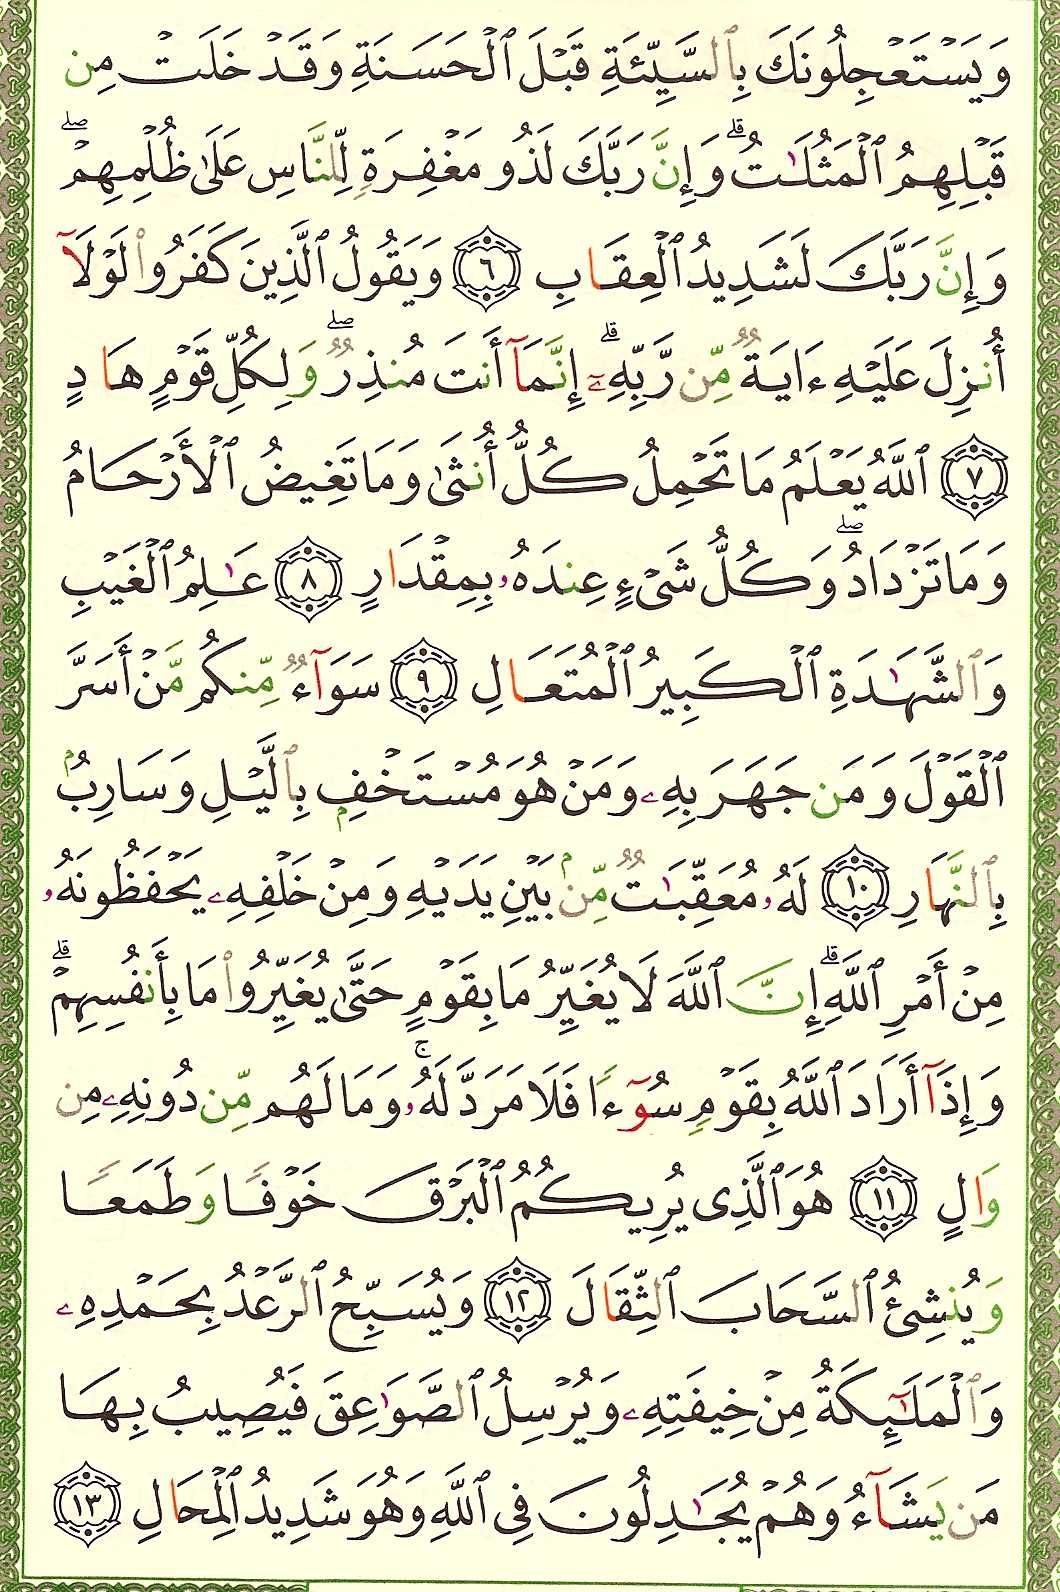 وَيَسْتَعْجِلُونَكَ بِٱلسَّيِّئَةِ قَبْلَ ٱلْحَسَنَةِ وَقَدْ خَلَتْ مِن
قَبْلِهِمُ ٱلْمَثُلَٰتُ ۗ وَإِنَّ رَبَّكَ لَذُو مَغْفِرَةٍ لِّلنَّاسِ عَلَىٰ ظُلْمِهِمْ ۖ
وَإِنَّ رَبَّكَ لَشَدِيدُ ٱلْعِقَابِ ٦ وَيَقُولُ ٱلَّذِينَ كَفَرُوا۟ لَوْلَآ
أُنزِلَ عَلَيْهِ ءَايَةٌ مِّن رَّبِّهِۦٓ ۗ إِنَّمَآ أَنتَ مُنذِرٌ ۖ وَلِكُلِّ قَوْمٍ هَادٍ
٧ ٱللَّهُ يَعْلَمُ مَا تَحْمِلُ كُلُّ أُنثَىٰ وَمَا تَغِيضُ ٱلْأَرْحَامُ
وَمَا تَزْدَادُ ۖ وَكُلُّ شَىْءٍ عِندَهُۥ بِمِقْدَارٍ ٨ عَٰلِمُ ٱلْغَيْبِ
وَٱلشَّهَٰدَةِ ٱلْكَبِيرُ ٱلْمُتَعَالِ ٩ سَوَآءٌ مِّنكُم مَّنْ أَسَرَّ
ٱلْقَوْلَ وَمَن جَهَرَ بِهِۦ وَمَنْ هُوَ مُسْتَخْفٍۭ بِٱلَّيْلِ وَسَارِبٌۢ
بِٱلنَّهَارِ ١٠ لَهُۥ مُعَقِّبَٰتٌ مِّنۢ بَيْنِ يَدَيْهِ وَمِنْ خَلْفِهِۦ يَحْفَظُونَهُۥ
مِنْ أَمْرِ ٱللَّهِ ۗ إِنَّ ٱللَّهَ لَا يُغَيِّرُ مَا بِقَوْمٍ حَتَّىٰ يُغَيِّرُوا۟ مَا بِأَنفُسِهِمْ ۗ
وَإِذَآ أَرَادَ ٱللَّهُ بِقَوْمٍ سُوٓءًا فَلَا مَرَدَّ لَهُۥ ۚ وَمَا لَهُم مِّن دُونِهِۦ مِن
وَالٍ ١١ هُوَ ٱلَّذِى يُرِيكُمُ ٱلْبَرْقَ خَوْفًا وَطَمَعًا
وَيُنشِئُ ٱلسَّحَابَ ٱلثِّقَالَ ١٢ وَيُسَبِّحُ ٱلرَّعْدُ بِحَمْدِهِۦ
وَٱلْمَلَٰٓئِكَةُ مِنْ خِيفَتِهِۦ وَيُرْسِلُ ٱلصَّوَٰعِقَ فَيُصِيبُ بِهَا
مَن يَشَآءُ وَهُمْ يُجَٰدِلُونَ فِى ٱللَّهِ وَهُوَ شَدِيدُ ٱلْمِحَالِ ١٣